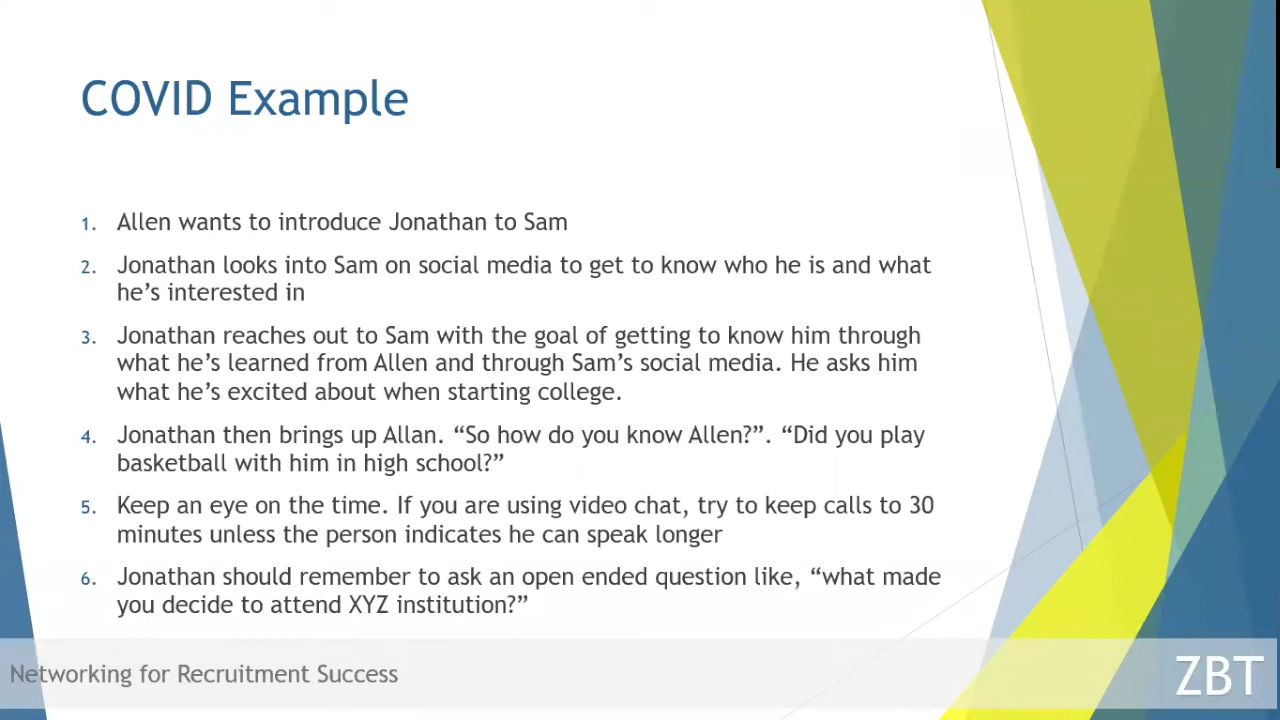 COVID Example
1. Allen wants to introduce Jonathan to Sam
2. Jonathan looks into Sam on social media to get to know who he is and what
he’s interested in
3. Jonathan reaches out to Sam with the goal of getting to know him through
what he’s learned from Allen and through Sam’s social media. He asks him
what he’s excited about when starting college.
4. Jonathan then brings up Allan. “So how do you know Allen?”. “Did you play
basketball with him in high school?”
5. Keep an eye on the time. If you are using video chat, try to keep calls to 30
minutes unless the person indicates he can speak longer
6. Jonathan should remember to ask an open ended question like, “what made
you decide to attend XYZ institution?”
Networking for Recruitment Success
ZBT